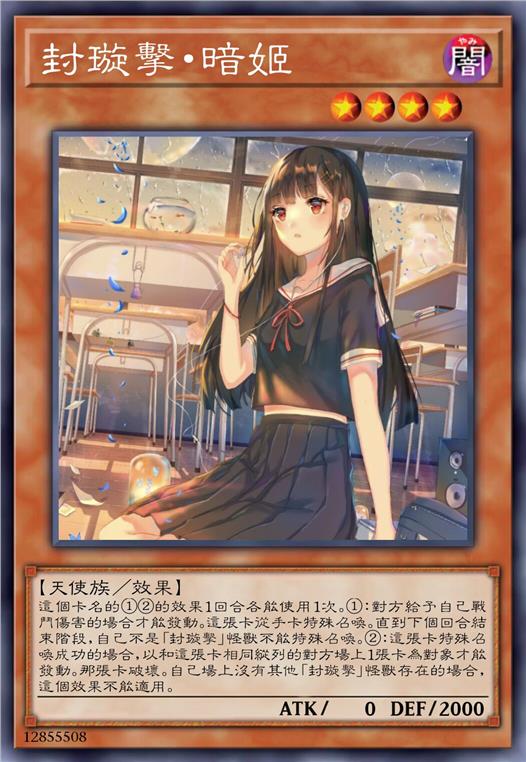 封璇擊・暗姬
やみ
闇
【天使族／效果】
這個卡名的①②的效果1回合各能使用1次。①：對方給予自己戰
鬥傷害的場合才能發動。這張卡從手卡特殊召喚。直到下個回合結
束階段，自己不是「封璇擊」怪獸不能特殊召喚。②：這張卡特殊召
喚成功的場合，以和這張卡相同縱列的對方場上1張卡為對象才能
發動。那張卡破壞。自己場上沒有其他「封璇擊」怪獸存在的場合，
這個效果不能適用。
ATK/ 0 DEF/2000
12855508